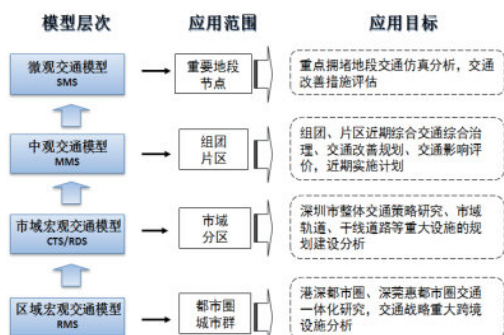 模型层次 应用范围 应用目标
微观交通模型
SMS
重要地段
节点
重点拥堵地段交通仿真分析，交通
改善措施评估
中观交通模型
MMS
组团
片区
组团、片区近期综合交通综合治
理、交通改善规划、交通影响评
价，近期实施计划
市域宏观交通模型
CTS/RDS
市域
分区
深圳市整体交通策略研究、市域
轨道、干线道路等重大设施的规
划建设分析
区域宏观交通模型
RMS
都市圈
城市群
港深都市圈、深莞惠都市圈交通
一体化研究，交通战略重大跨境
设施分析